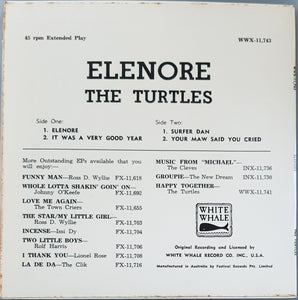 45 rpm Extended Play
WWX-11,743
ELENORE
THE TURTLES
Side One:
1. ELENORE
2. IT WAS A VERY GOOD YEAR
Side Two:
1. SURFER DAN
2. YOUR MAW SAID YOU CRIED
More Outstanding EPs available that you
will enjoy:—
FUNNY MAN—Ross D. Wyllie FX-11,618
WHOLE LOTTA SHAKIN' GOIN' ON—
Johnny O'Keefe FX-11,692
LOVE ME AGAIN—
The Town Criers FX-11,655
THE STAR/MY LITTLE GIRL—
Ross D. Wyllie FX-11,703
INCENSE—Issi Dy FX-11,704
TWO LITTLE BOYS—
Rolf Harris FX-11,706
I THANK YOU—Lionel Rose FX-11,708
LA DE DA—The Clik FX-11,716
MUSIC FROM "MICHAEL"—
The Cleves INX-11,736
GROUPIE—The New Dream INX-11,730
HAPPY TOGETHER—
The Turtles WWX-11,741
WHITE
WHALE
Original Recording and Licensed by
WHITE WHALE RECORD CO. INC., U.S.A.
Manufactured in Australia by Festival Records Pty. Limited